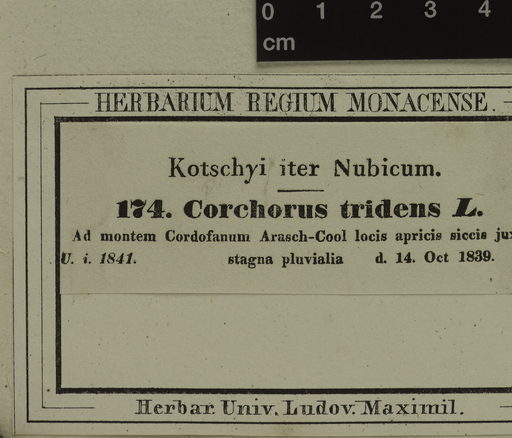 0 1 2 3 4
cm
HERBARIUM REGIUM MONACENSE.
Kotschyi iter Nubicum.
174. Corchorus tridens L.
Ad montem Cordofanum Arasch-Cool locis apricis siccis
U. i. 1841. stagna pluvialia d. 14. Oct 1839.
Herbar. Univ. Ludov. Maximil.